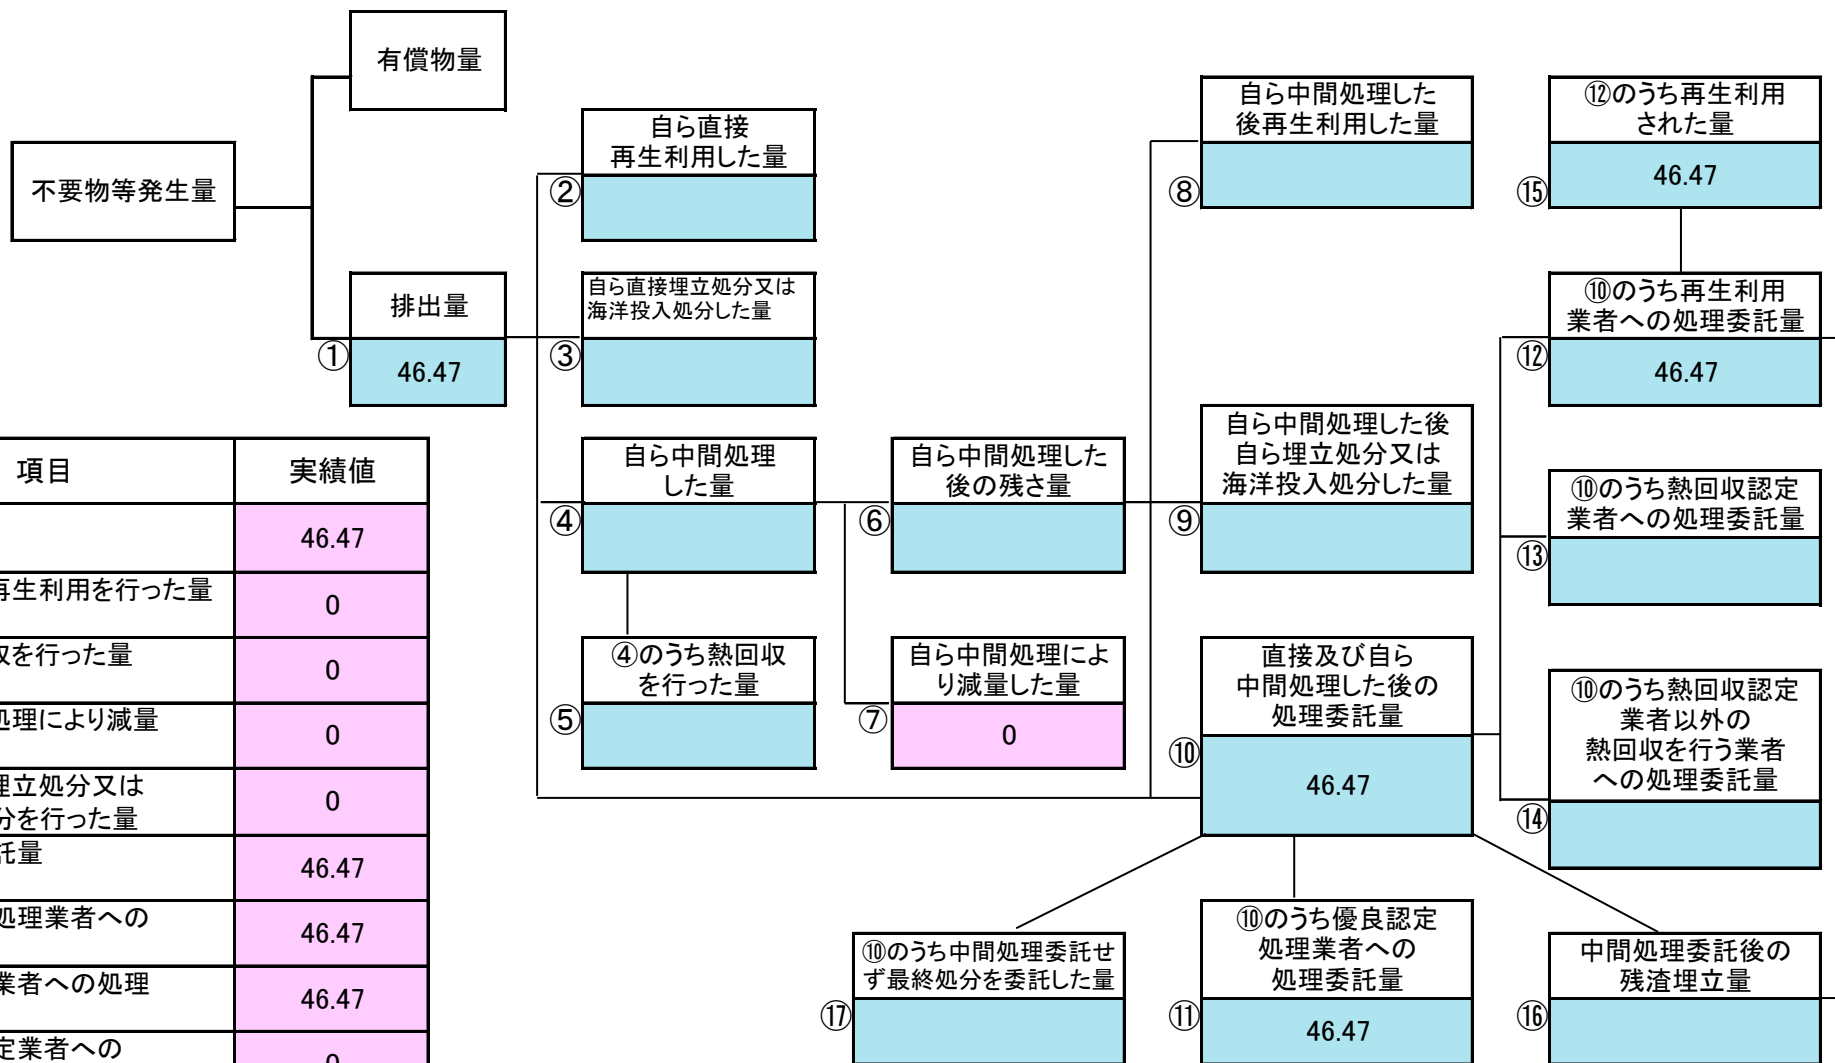 有償物量
不要物等発生量
排出量
①
46.47
自ら直接
再生利用した量
②
自ら直接埋立処分又は
海洋投入処分した量
③
自ら中間処理
した量
④
④のうち熱回収
を行った量
⑤
自ら中間処理した
後の残さ量
⑥
自ら中間処理によ
り減量した量
⑦
0
自ら中間処理した
後再生利用した量
⑧
自ら中間処理した後
自ら埋立処分又は
海洋投入処分した量
⑨
直接及び自ら
中間処理した後の
処理委託量
⑩
46.47
⑩のうち優良認定
処理業者への
処理委託量
⑪
46.47
⑫のうち再生利用
された量
⑮
46.47
⑩のうち再生利用
業者への処理委託量
⑫
46.47
⑩のうち熱回収認定
業者への処理委託量
⑬
⑩のうち熱回収認定
業者以外の
熱回収を行う業者
への処理委託量
⑭
中間処理委託後の
残渣埋立量
⑯
⑩のうち中間処理委託せ
ず最終処分を委託した量
⑰
項目
実績値
46.47
再生利用を行った量
0
を行った量
0
処理により減量
0
埋立処分又は
分を行った量
0
託量
46.47
処理業者への
46.47
業者への処理
46.47
定業者への
0